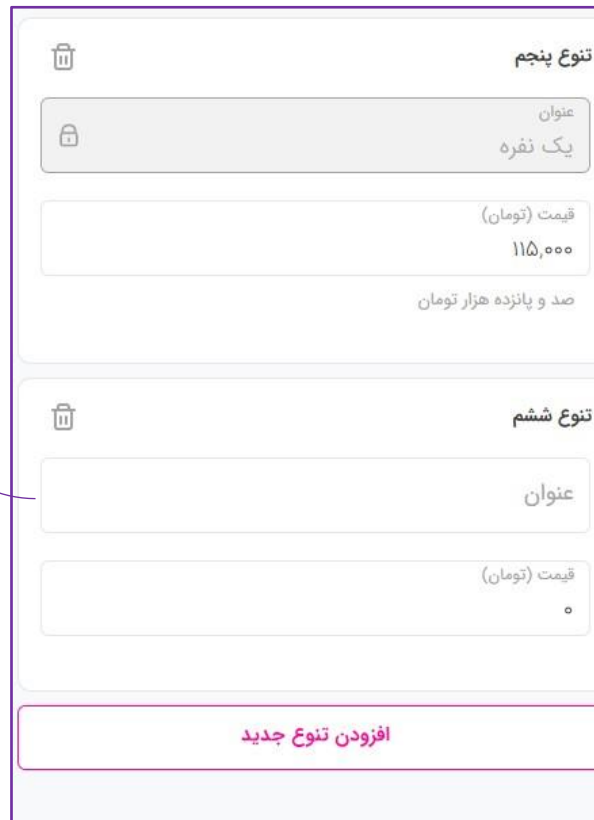 تنوع پنجم
عنوان
یک نفره
قیمت (تومان)
۱۱۵,۰۰۰
صد و پانزده هزار تومان
تنوع ششم
عنوان
قیمت (تومان)
۰
افزودن تنوع جدید